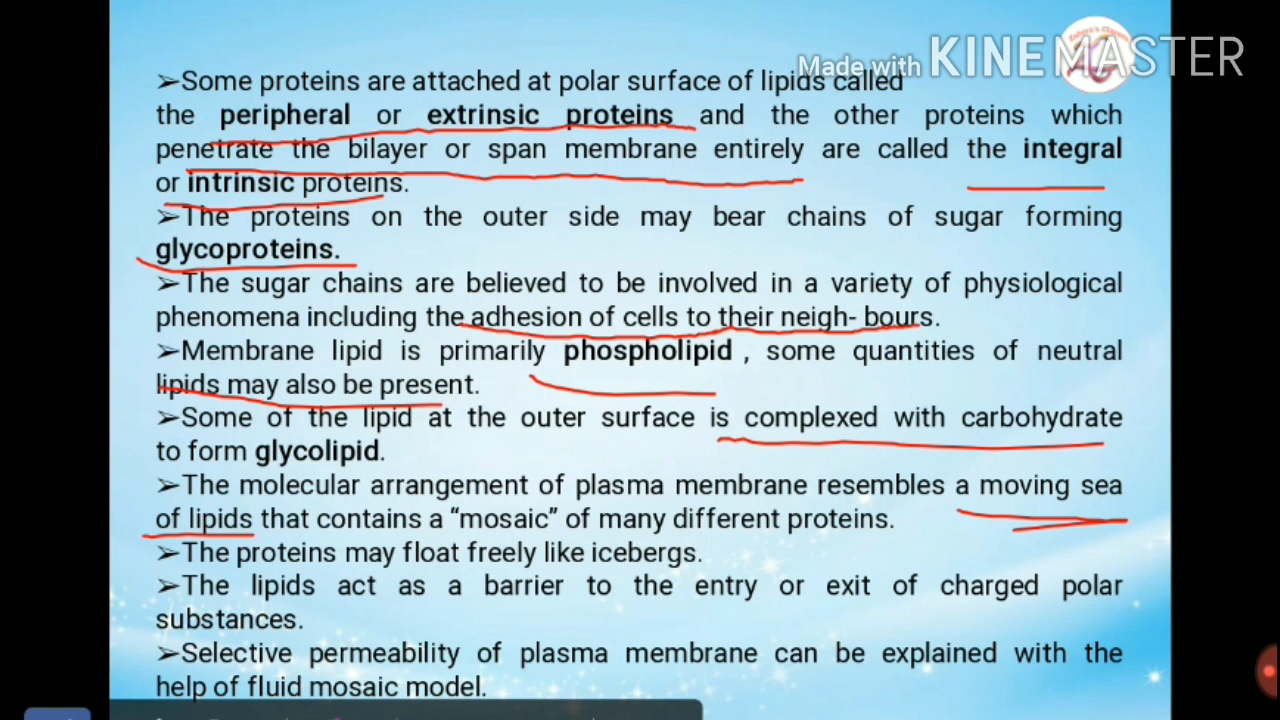 Made with KINEMASTER
➢Some proteins are attached at polar surface of lipids called
the peripheral or extrinsic proteins and the other proteins which
penetrate the bilayer or span membrane entirely are called the integral
or intrinsic proteins.
➢The proteins on the outer side may bear chains of sugar forming
glycoproteins.
➢The sugar chains are believed to be involved in a variety of physiological
phenomena including the adhesion of cells to their neigh- bours.
➢Membrane lipid is primarily phospholipid , some quantities of neutral
lipids may also be present.
➢Some of the lipid at the outer surface is complexed with carbohydrate
to form glycolipid.
➢The molecular arrangement of plasma membrane resembles a moving sea
of lipids that contains a “mosaic” of many different proteins.
➢The proteins may float freely like icebergs.
➢The lipids act as a barrier to the entry or exit of charged polar
substances.
➢Selective permeability of plasma membrane can be explained with the
help of fluid mosaic model.